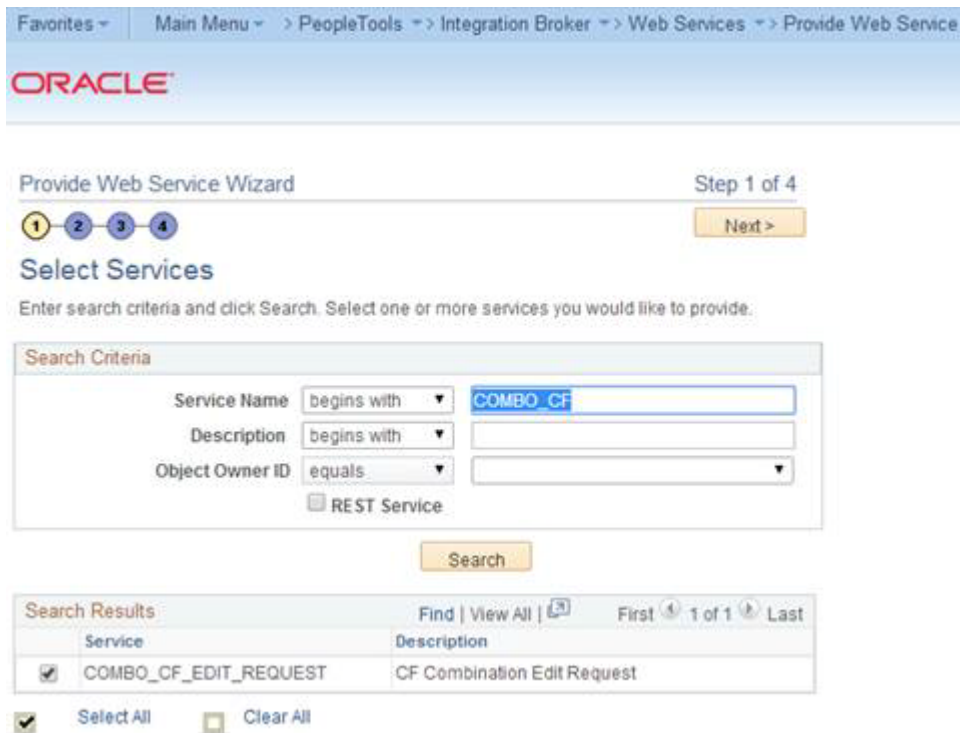 Favorites Main Menu > PeopleTools > Integration Broker > Web Services > Provide Web Service
ORACLE
Provide Web Service Wizard Step 1 of 4
1 2 3 4 Next >
Select Services
Enter search criteria and click Search. Select one or more services you would like to provide.
Search Criteria
Service Name begins with COMBO_CF
Description begins with
Object Owner ID equals
REST Service
Search
Search Results Find | View All | First 1 of 1 Last
Service Description
COMBO_CF_EDIT_REQUEST CF Combination Edit Request
Select All Clear All